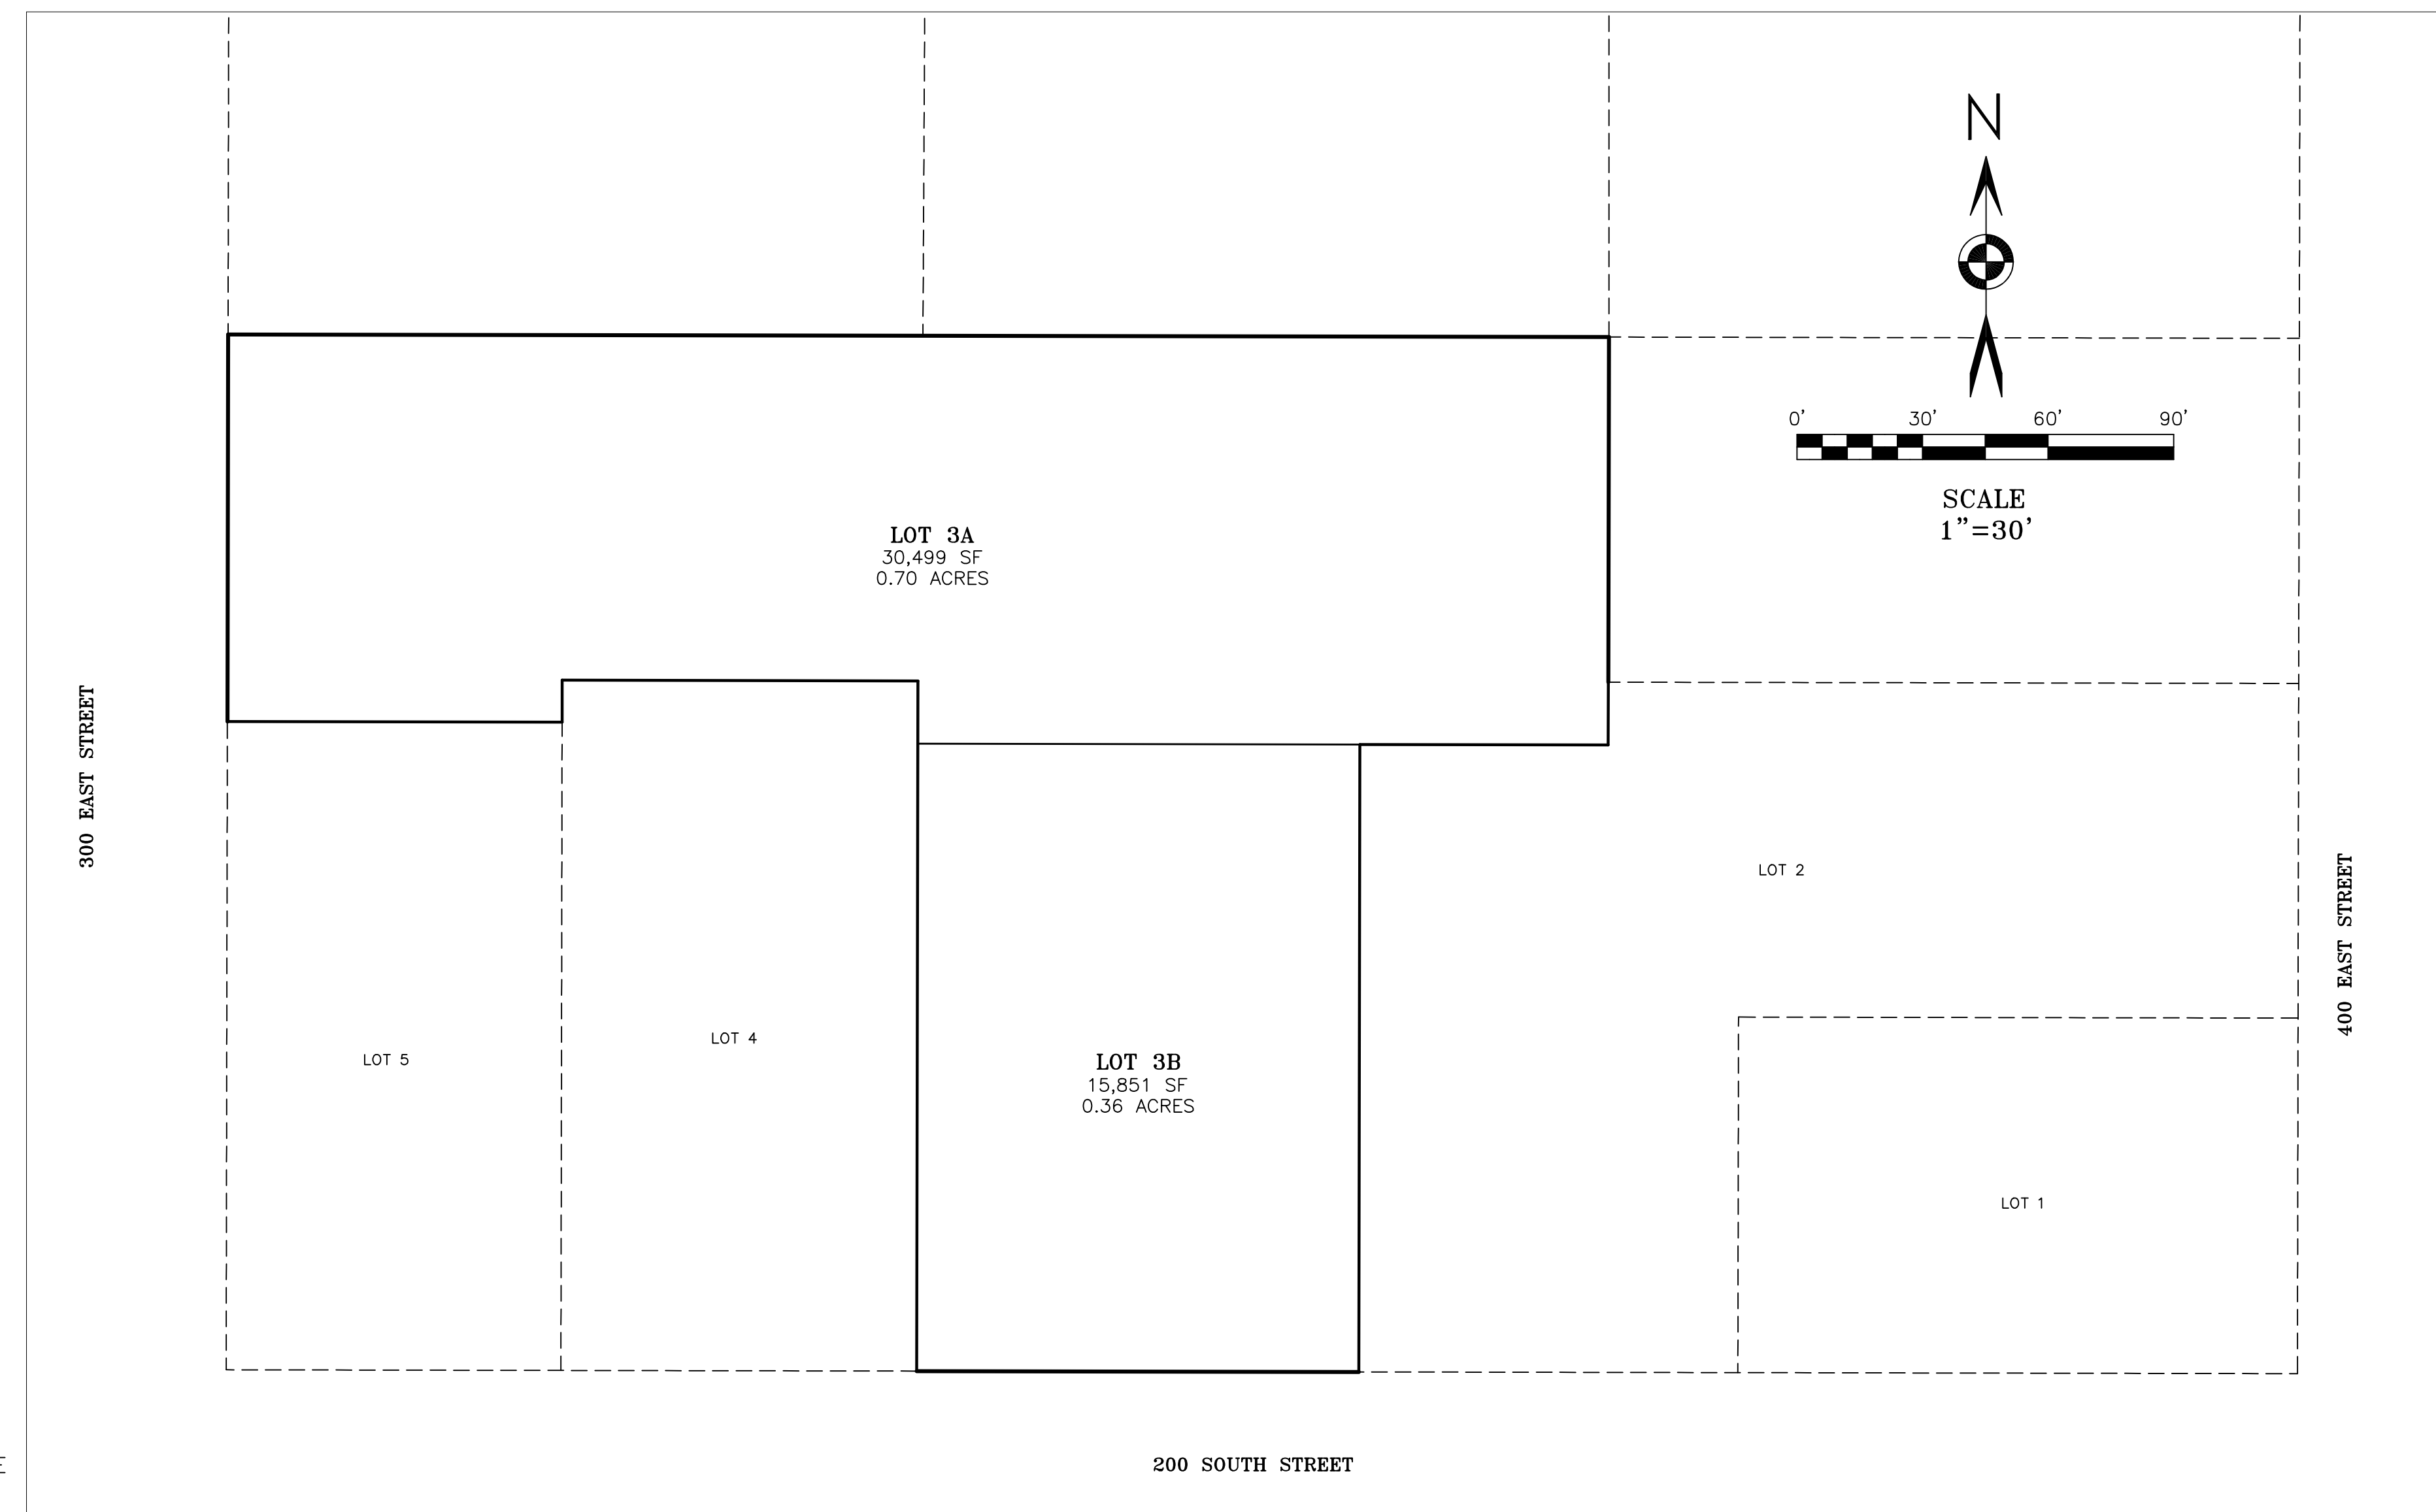 N
0' 30' 60' 90'
SCALE
1"=30'
LOT 3A
30,499 SF
0.70 ACRES
300 EAST STREET
LOT 2
400 EAST STREET
LOT 5
LOT 4
LOT 3B
15,851 SF
0.36 ACRES
LOT 1
200 SOUTH STREET